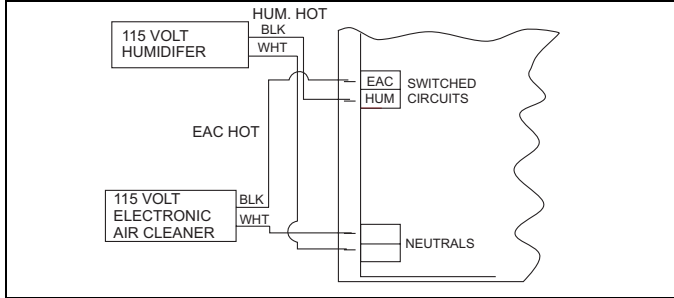 HUM. HOT
115 VOLT
HUMIDIFER
BLK
WHT
EAC
HUM
SWITCHED
CIRCUITS
EAC HOT
115 VOLT
ELECTRONIC
AIR CLEANER
BLK
WHT
NEUTRALS